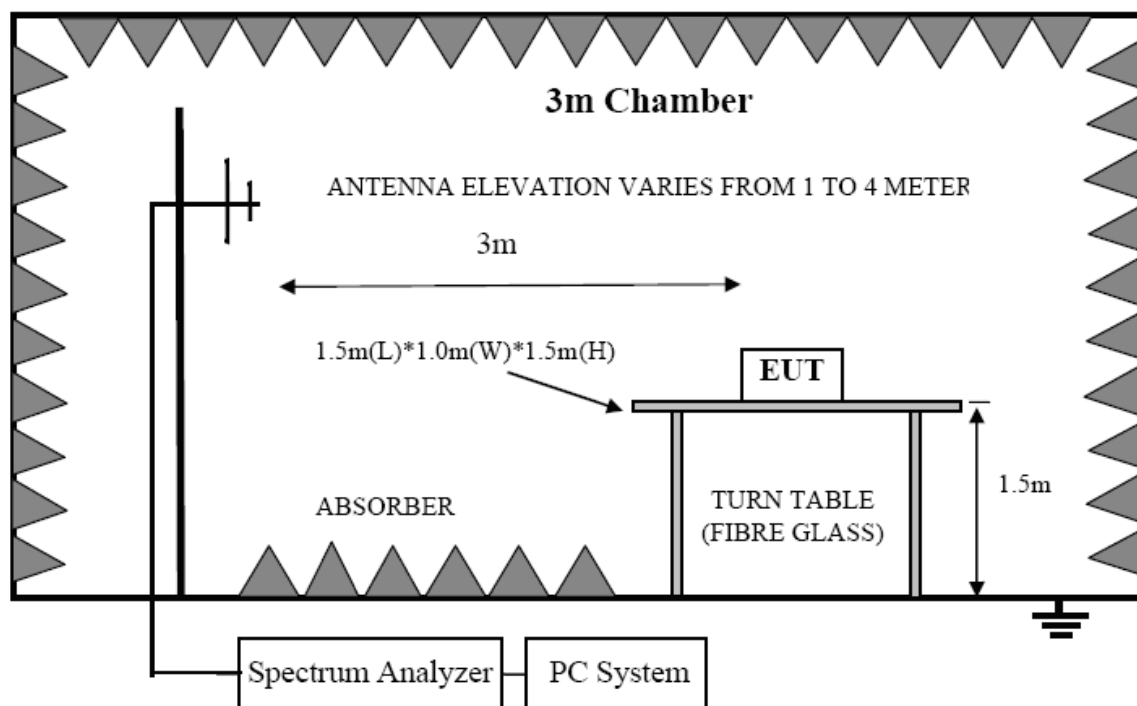 3m Chamber
ANTENNA ELEVATION VARIES FROM 1 TO 4 METER
3m
1.5m(L)*1.0m(W)*1.5m(H)
EUT
1.5m
ABSORBER
TURN TABLE
(FIBRE GLASS)
Spectrum Analyzer
PC System